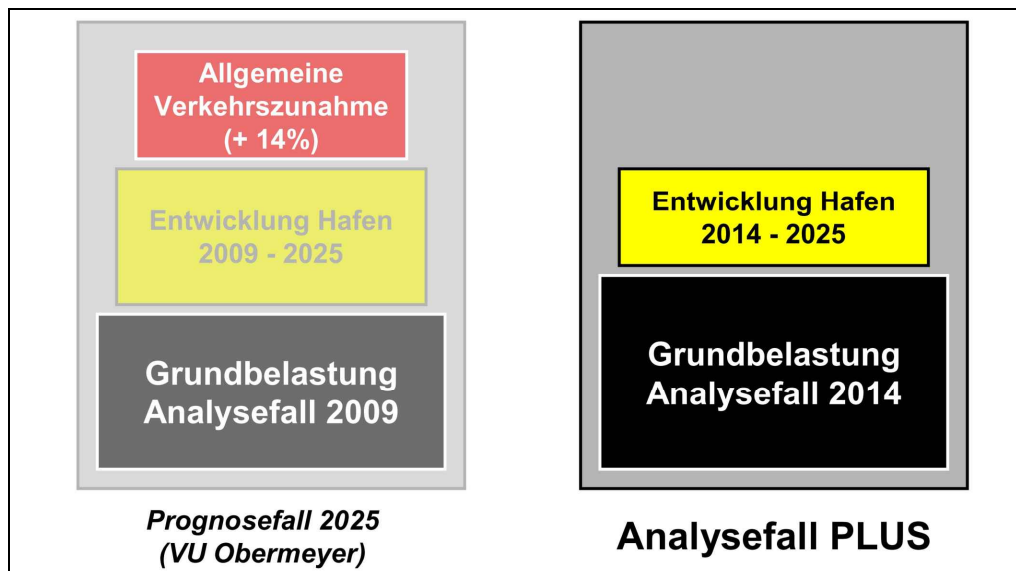 Allgemeine
Verkehrszunahme
(+ 14%)
Entwicklung Hafen
2009 - 2025
Grundbelastung
Analysefall 2009
Prognosefall 2025
(VU Obermeyer)
Entwicklung Hafen
2014 - 2025
Grundbelastung
Analysefall 2014
Analysefall PLUS